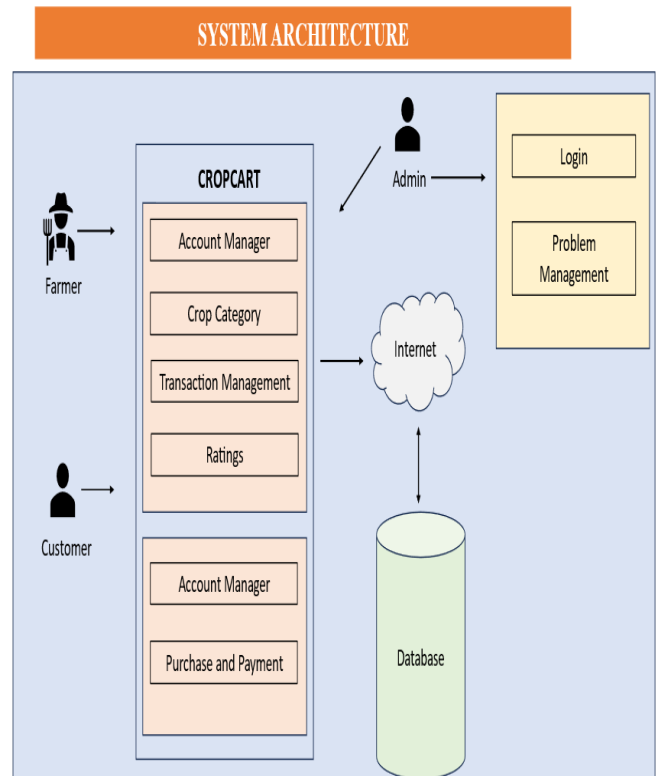 SYSTEM ARCHITECTURE
Farmer
Customer
CROPCART
Account Manager
Crop Category
Transaction Management
Ratings
Account Manager
Purchase and Payment
Admin
Internet
Database
Login
Problem
Management